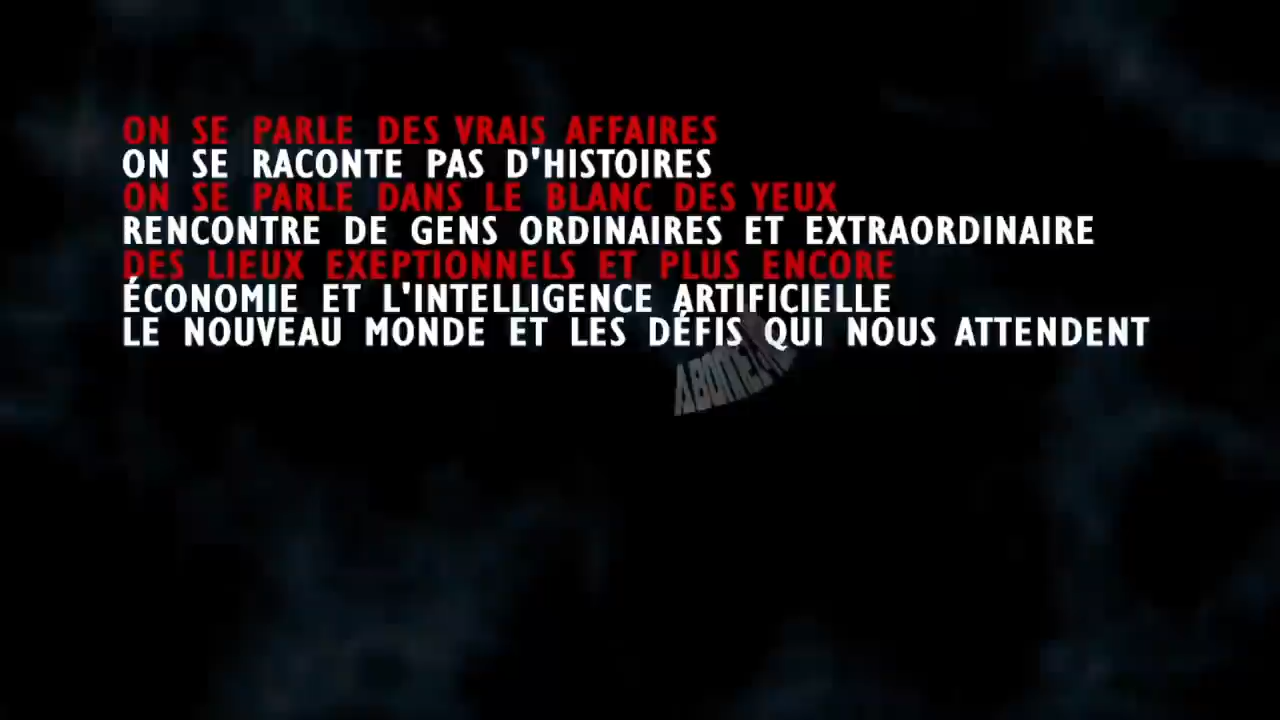 ON SE PARLE DES VRAIS AFFAIRES
ON SE RACONTE PAS D'HISTOIRES
ON SE PARLE DANS LE BLANC DES YEUX
RENCONTRE DE GENS ORDINAIRES ET EXTRAORDINAIRE
DES LIEUX EXEPTIONNELS ET PLUS ENCORE
ÉCONOMIE ET L'INTELLIGENCE ARTIFICIELLE
LE NOUVEAU MONDE ET LES DÉFIS QUI NOUS ATTENDENT